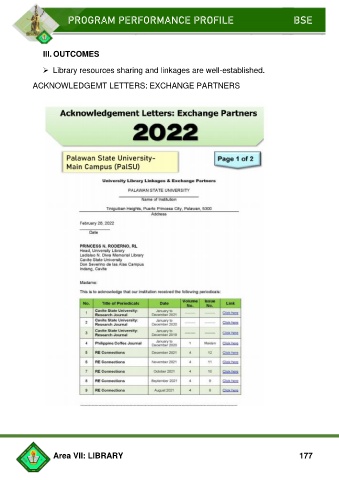 PROGRAM PERFORMANCE PROFILE BSE
III. OUTCOMES
➢ Library resources sharing and linkages are well-established.
ACKNOWLEDGEMT LETTERS: EXCHANGE PARTNERS
Acknowledgement Letters: Exchange Partners
2022
Palawan State University-
Main Campus (PalSU)
Page 1 of 2
University Library Linkages & Exchange Partners
PALAWAN STATE UNIVERSITY
Name of Institution
Tiniguiban Heights, Puerto Princesa City, Palawan, 5300
Address
February 28, 2022
Date
PRINCESS N. RODERNO, RL
Head, University Library
Ladislao N. Diwa Memorial Library
Cavite State University
Don Severino de las Alas Campus
Indang, Cavite
Madame:
This is to acknowledge that our institution received the following periodicals:
No. Title of Periodicals Date Volume No. Issue No. Link
1 Cavite State University: Research Journal January to December 2021 -------- -------- Click here
2 Cavite State University: Research Journal January to December 2020 -------- -------- Click here
3 Cavite State University: Research Journal January to December 2019 -------- -------- Click here
4 Philippine Coffee Journal January to December 2020 1 Click here
5 RE Connections December 2021 4 12 Click here
6 RE Connections November 2021 4 11 Click here
7 RE Connections October 2021 4 10 Click here
8 RE Connections September 2021 4 9 Click here
9 RE Connections August 2021 4 8 Click here
Area VII: LIBRARY 177